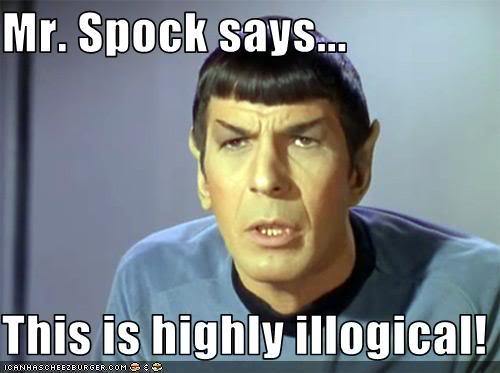 Mr. Spock says...
This is highly illogical!
ICANHASCHEEZBURGER.COM